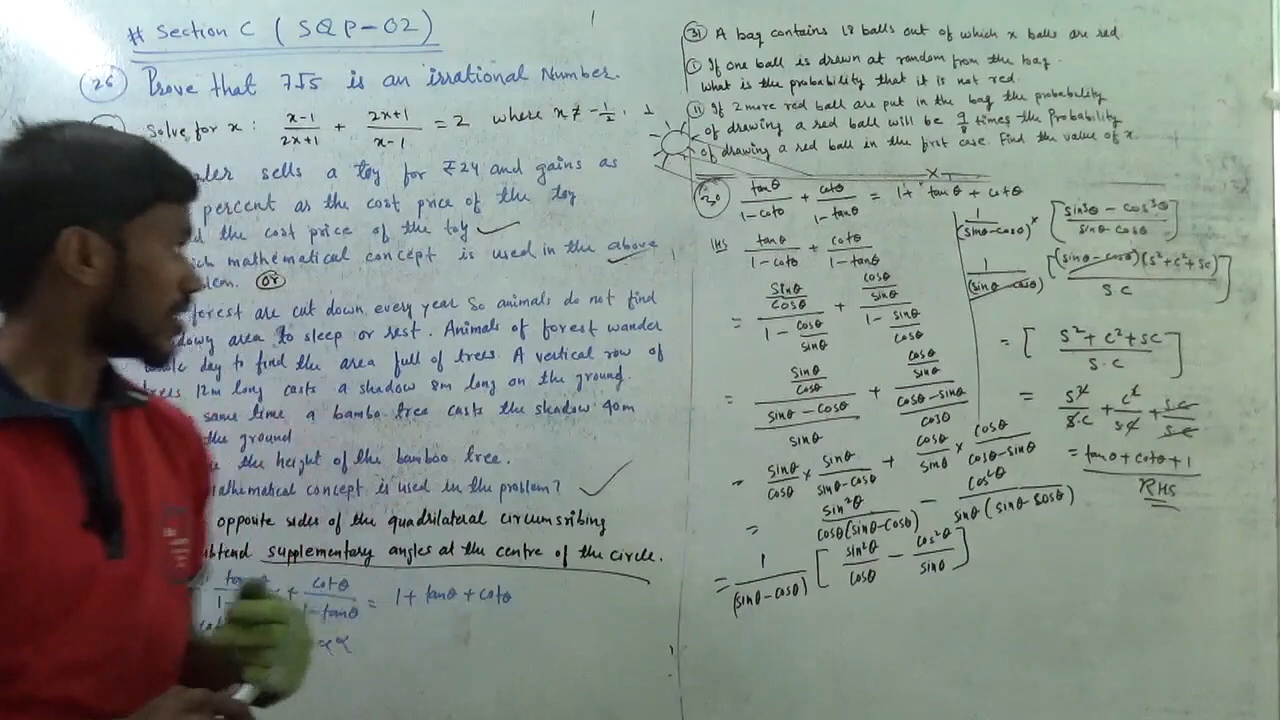 # Section C ( SQP-02)
26 Prove that 7√5 is an irrational Number.
Solve for x : x-1/2x+1 + 2x+1/x-1 = 2 where x ≠ -1/2, 1
sells a toy for ₹24 and gains as
percent as the cost price of the toy
the cost price of the toy
mathematical concept is used in the above
(or)
forest are cut down every year so animals do not find
area to sleep or rest. Animals of forest wander
day to find the area full of trees. A vertical row of
12m long casts a shadow 8m long on the ground.
same time a bambo tree casts the shadow 40m
the ground
the height of the bamboo tree.
mathematical concept is used in the problem?
opposite sides of the quadrilateral circumsribing
supplementary angles at the centre of the circle.
+ cotθ/1-tanθ = 1+ tanθ + cotθ
31 A bag contains 18 balls out of which x balls are red
(i) If one ball is drawn at random from the bag.
what is the probability that it is not red.
(ii) If 2 more red ball are put in the bag the probability
of drawing a red ball will be 9/8 times the Probability
of drawing a red ball in the first case. Find the value of x
30 tanθ/1-cotθ + cotθ/1-tanθ = 1+ tanθ + cotθ
LHS tanθ/1-cotθ + cotθ/1-tanθ
= (sinθ/cosθ)/(1 - cosθ/sinθ) + (cosθ/sinθ)/(1 - sinθ/cosθ)
= (sinθ/cosθ)/(sinθ - cosθ/sinθ) + (cosθ/sinθ)/(cosθ-sinθ/cosθ)
= sinθ/cosθ × sinθ/sinθ-cosθ + cosθ/sinθ × cosθ/cosθ-sinθ
= sin²θ/cosθ(sinθ-cosθ) - cos²θ/sinθ(sinθ-cosθ)
= 1/(sinθ-cosθ) [sin²θ/cosθ - cos²θ/sinθ]
1/(sinθ-cosθ) × [sin³θ - cos³θ/sinθ cosθ]
1/(sinθ-cosθ) [(sinθ-cosθ)(s²+c²+sc)/s c]
= [s²+c²+sc/s.c]
= s²/s.c + c²/sc + sc/sc
= tanθ + cotθ + 1
RHS